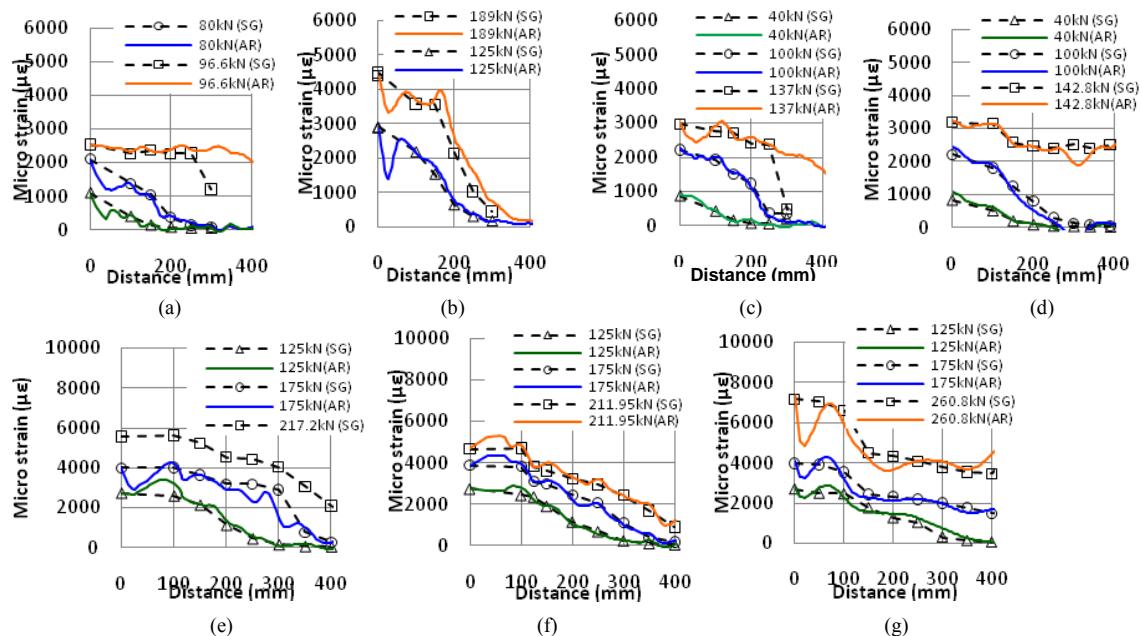 80kN (SG)
80kN(AR)
96.6kN (SG)
96.6kN(AR)
Micro strain (με)
6000
5000
4000
3000
2000
1000
0
0 200 400
Distance (mm)
(a)
189kN (SG)
189kN(AR)
125kN (SG)
125kN(AR)
Micro strain (με)
6000
5000
4000
3000
2000
1000
0
0 200 400
Distance (mm)
(b)
40kN (SG)
40kN(AR)
100kN (SG)
100kN(AR)
137kN (SG)
137kN(AR)
Micro strain (με)
6000
5000
4000
3000
2000
1000
0
0 200 400
Distance (mm)
(c)
40kN (SG)
40kN(AR)
100kN (SG)
100kN(AR)
142.8kN (SG)
142.8kN(AR)
Micro strain (με)
6000
5000
4000
3000
2000
1000
0
0 200 400
Distance (mm)
(d)
125kN (SG)
125kN(AR)
175kN (SG)
175kN(AR)
217.2kN (SG)
Micro strain (με)
10000
8000
6000
4000
2000
0
0 100 200 300 400
Distance (mm)
(e)
125kN (SG)
125kN(AR)
175kN (SG)
175kN(AR)
211.95kN (SG)
211.95kN(AR)
Micro strain (με)
10000
8000
6000
4000
2000
0
0 100 200 300 400
Distance (mm)
(f)
125kN (SG)
125kN(AR)
175kN (SG)
175kN(AR)
260.8kN (SG)
260.8kN(AR)
Micro strain (με)
10000
8000
6000
4000
2000
0
0 100 200 300 400
Distance (mm)
(g)